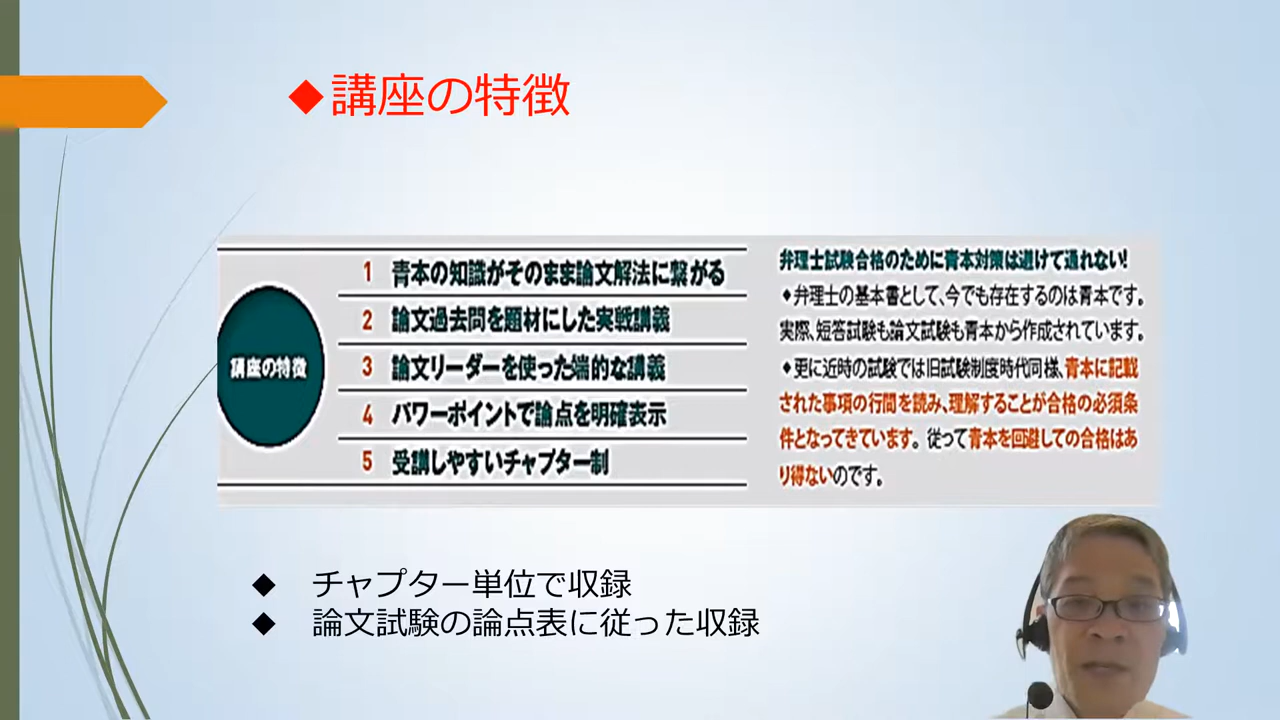 ◆講座の特徴
講座の特徴
1 青本の知識がそのまま論文解法に繋がる
2 論文過去問を題材にした実戦講義
3 論文リーダーを使った端的な講義
4 パワーポイントで論点を明確表示
5 受講しやすいチャプター制
弁理士試験合格のために青本対策は避けて通れない!
◆弁理士の基本書として、今でも存在するのは青本です。
実際、短答試験も論文試験も青本から作成されています。
◆更に近時の試験では旧試験制度時代同様、青本に記載
された事項の行間を読み、理解することが合格の必須条
件となってきています。従って青本を回避しての合格はあ
り得ないのです。
◆ チャプター単位で収録
◆ 論文試験の論点表に従った収録